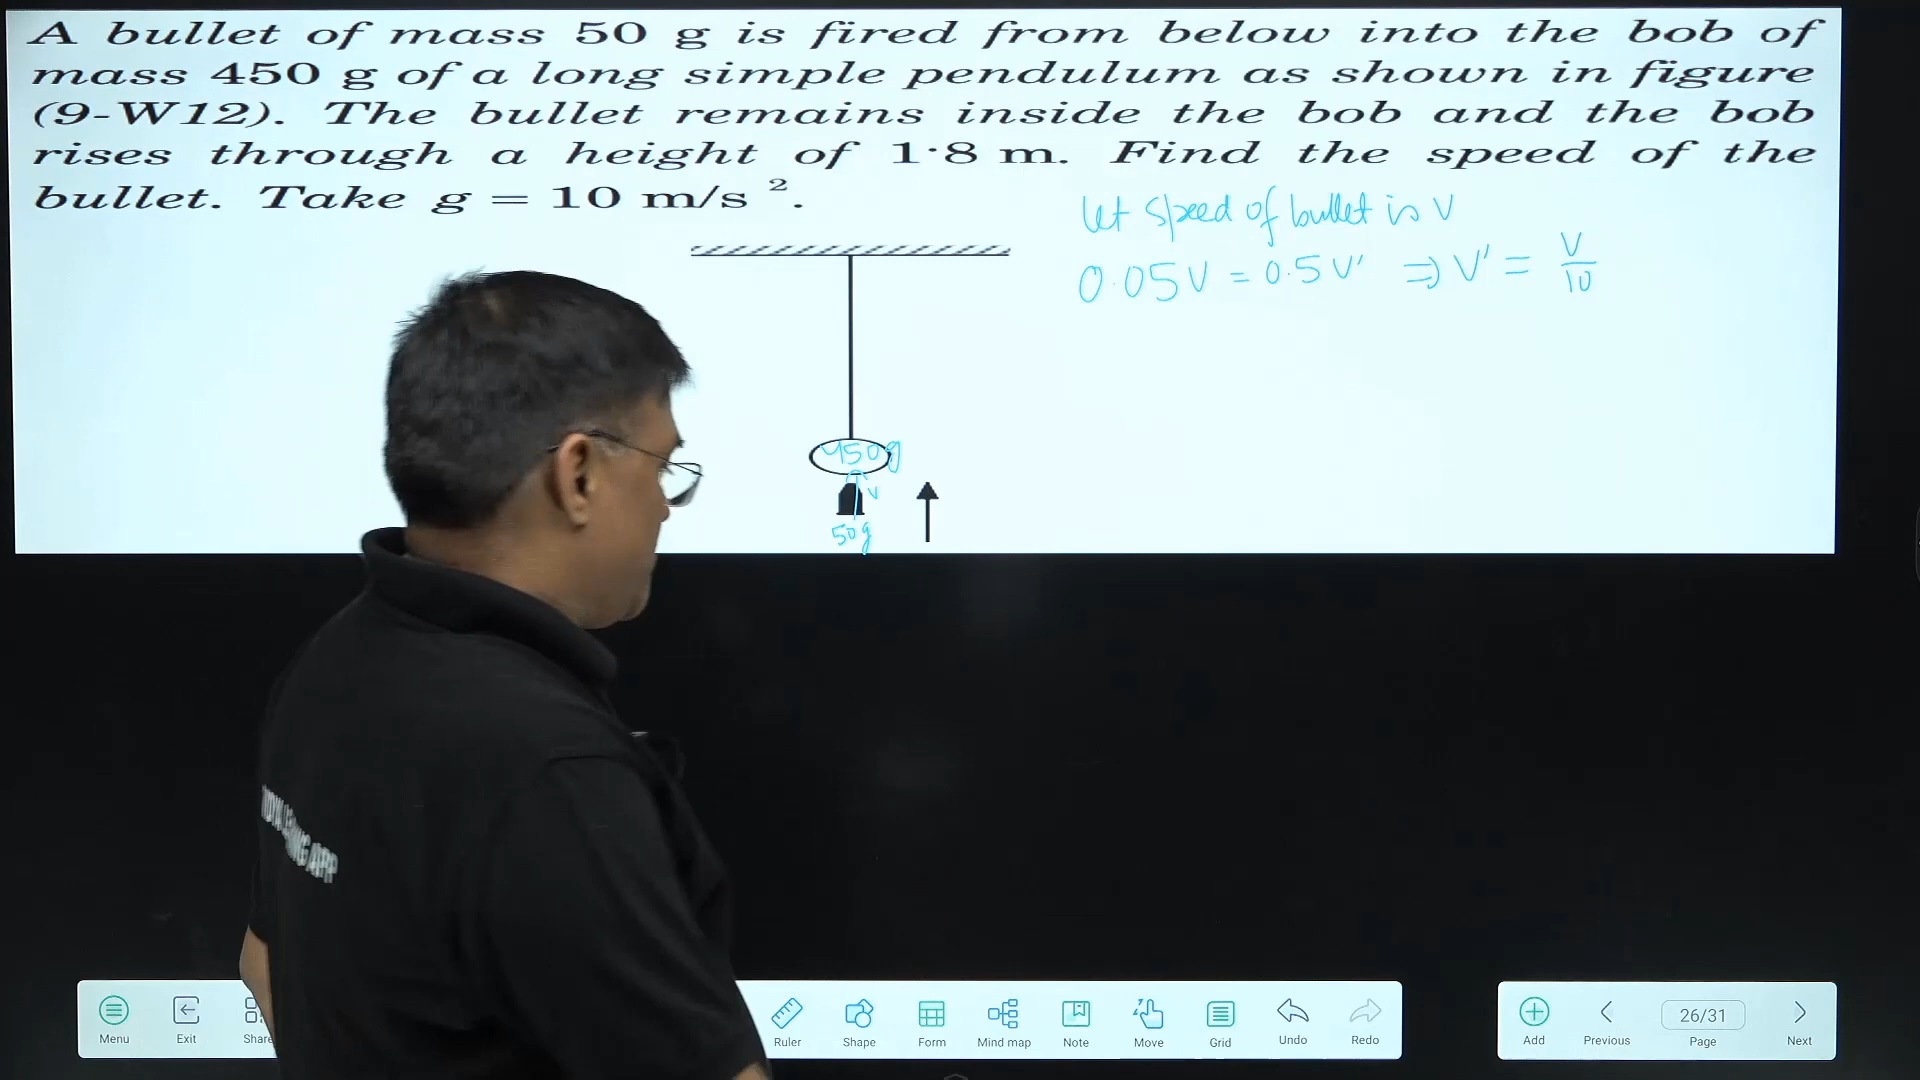 A bullet of mass 50 g is fired from below into the bob of
mass 450 g of a long simple pendulum as shown in figure
(9-W12). The bullet remains inside the bob and the bob
rises through a height of 1·8 m. Find the speed of the
bullet. Take g = 10 m/s ².
let speed of bullet is v
0.05v = 0.5v' ⇒ v' = v/10
450g
v
50g
APP
Menu
Exit
Share
Ruler
Shape
Form
Mind map
Note
Move
Grid
Undo
Redo
Add
Previous
26/31
Page
Next